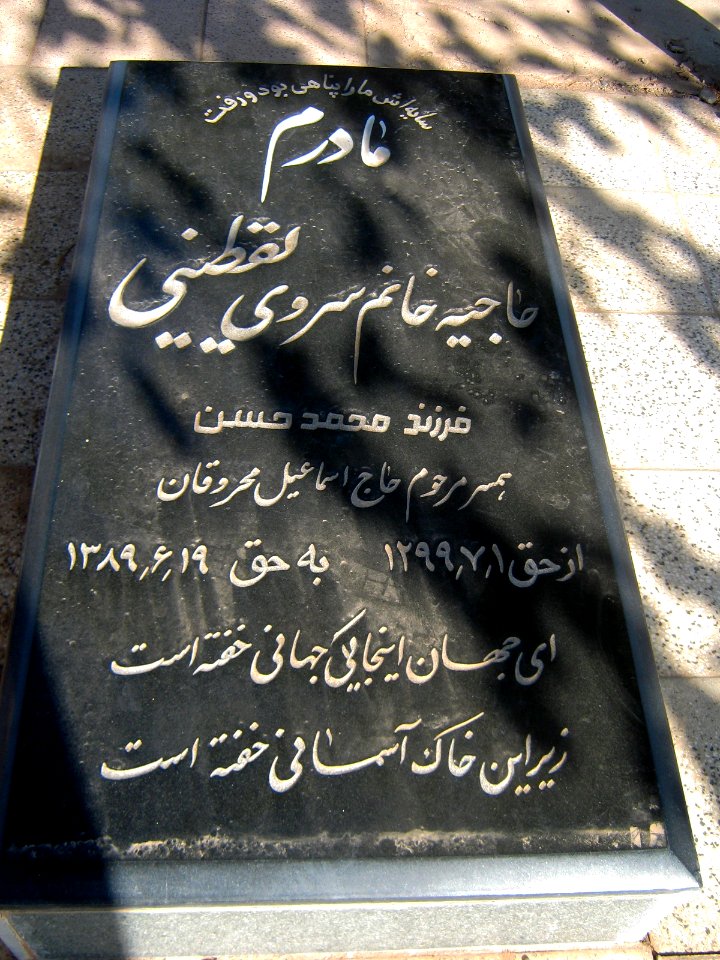 سایه‌اش ما را پناهی بود و رفت
مادرم
حاجیه خانم سروی یقطینی
فرزند محمد حسن
همسر مرحوم حاج اسماعیل محروقان
از حق ۱٫۷٫۱۲۹۹ به حق ۱۹٫۶٫۱۳۸۹
ای جهان اینجا یکی جهانی خفته است
زیر این خاک آسمانی خفته است